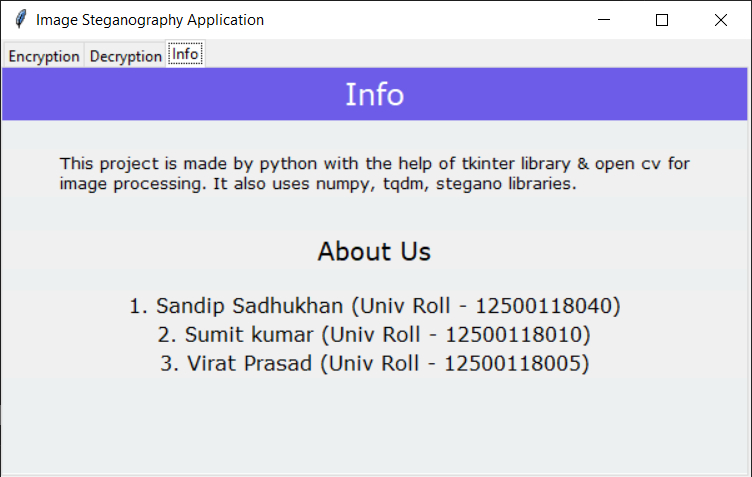 Image Steganography Application
Encryption Decryption Info
Info
This project is made by python with the help of tkinter library & open cv for
image processing. It also uses numpy, tqdm, stegano libraries.
About Us
1. Sandip Sadhukhan (Univ Roll - 12500118040)
2. Sumit kumar (Univ Roll - 12500118010)
3. Virat Prasad (Univ Roll - 12500118005)